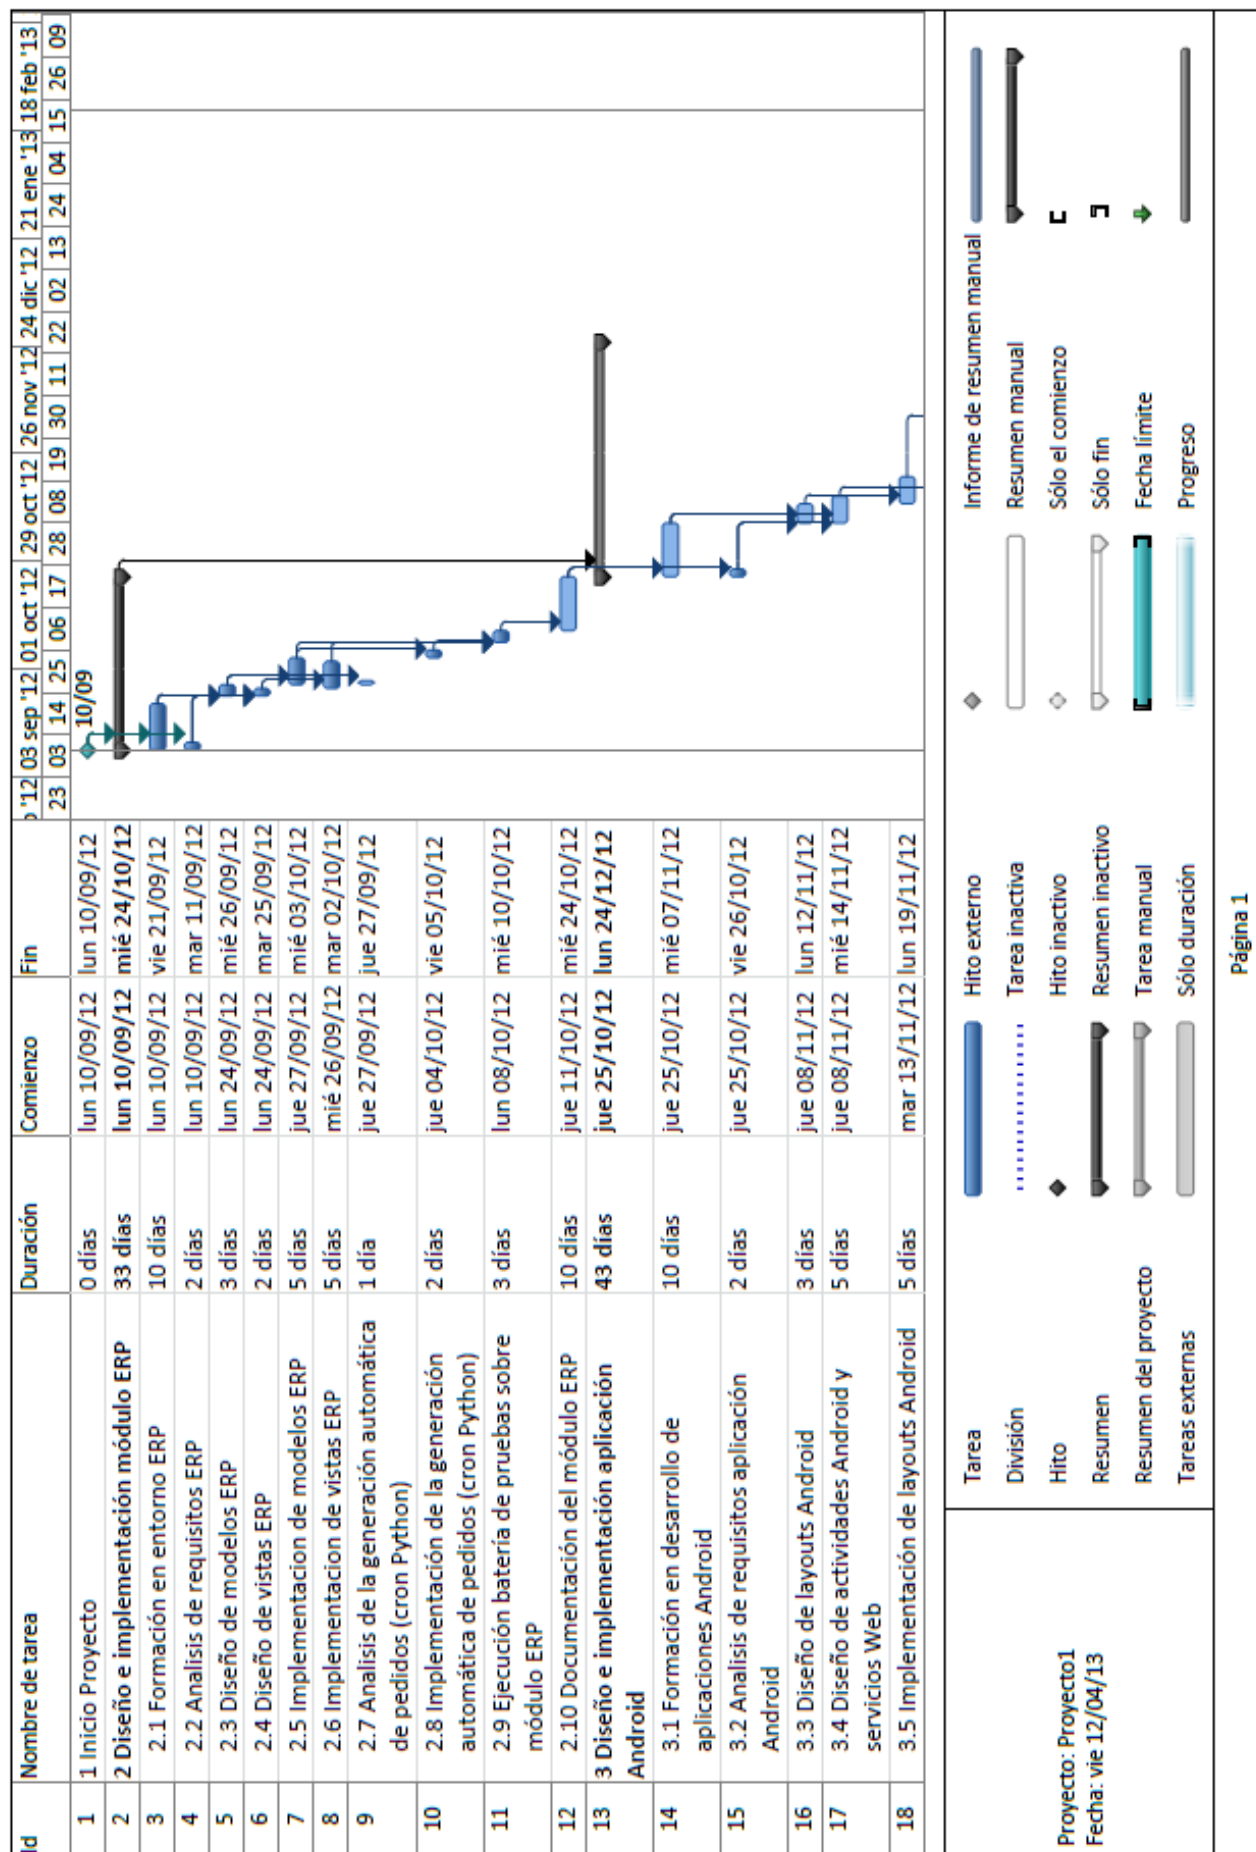 Id Nombre de tarea Duración Comienzo Fin
'12 03 sep '12 01 oct '12 29 oct '12 26 nov '12 24 dic '12 21 ene '13 18 feb '13
23 03 14 25 06 17 28 08 19 30 11 22 02 13 24 04 15 26 09
1 1 Inicio Proyecto 0 días lun 10/09/12 lun 10/09/12
10/09
2 2 Diseño e implementación módulo ERP 33 días lun 10/09/12 mié 24/10/12
3 2.1 Formación en entorno ERP 10 días lun 10/09/12 vie 21/09/12
4 2.2 Analisis de requisitos ERP 2 días lun 10/09/12 mar 11/09/12
5 2.3 Diseño de modelos ERP 3 días lun 24/09/12 mié 26/09/12
6 2.4 Diseño de vistas ERP 2 días lun 24/09/12 mar 25/09/12
7 2.5 Implementacion de modelos ERP 5 días jue 27/09/12 mié 03/10/12
8 2.6 Implementacion de vistas ERP 5 días mié 26/09/12 mar 02/10/12
9 2.7 Analisis de la generación automática 1 día jue 27/09/12 jue 27/09/12
de pedidos (cron Python)
10 2.8 Implementación de la generación 2 días jue 04/10/12 vie 05/10/12
automática de pedidos (cron Python)
11 2.9 Ejecución batería de pruebas sobre 3 días lun 08/10/12 mié 10/10/12
módulo ERP
12 2.10 Documentación del módulo ERP 10 días jue 11/10/12 mié 24/10/12
13 3 Diseño e implementación aplicación 43 días jue 25/10/12 lun 24/12/12
Android
14 3.1 Formación en desarrollo de 10 días jue 25/10/12 mié 07/11/12
aplicaciones Android
15 3.2 Analisis de requisitos aplicación 2 días jue 25/10/12 vie 26/10/12
Android
16 3.3 Diseño de layouts Android 3 días jue 08/11/12 lun 12/11/12
17 3.4 Diseño de actividades Android y 5 días jue 08/11/12 mié 14/11/12
servicios Web
18 3.5 Implementación de layouts Android 5 días mar 13/11/12 lun 19/11/12
Proyecto: Proyecto1
Fecha: vie 12/04/13
Tarea Hito externo Informe de resumen manual
División Tarea inactiva Resumen manual
Hito Hito inactivo Sólo el comienzo
Resumen Resumen inactivo Sólo fin
Resumen del proyecto Tarea manual Fecha límite
Tareas externas Sólo duración Progreso
Página 1